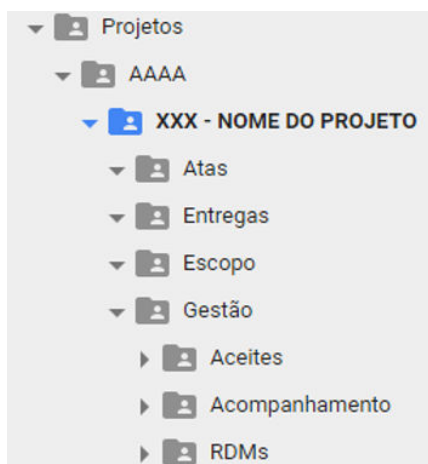 Projetos
AAAA
XXX - NOME DO PROJETO
Atas
Entregas
Escopo
Gestão
Aceites
Acompanhamento
RDMs